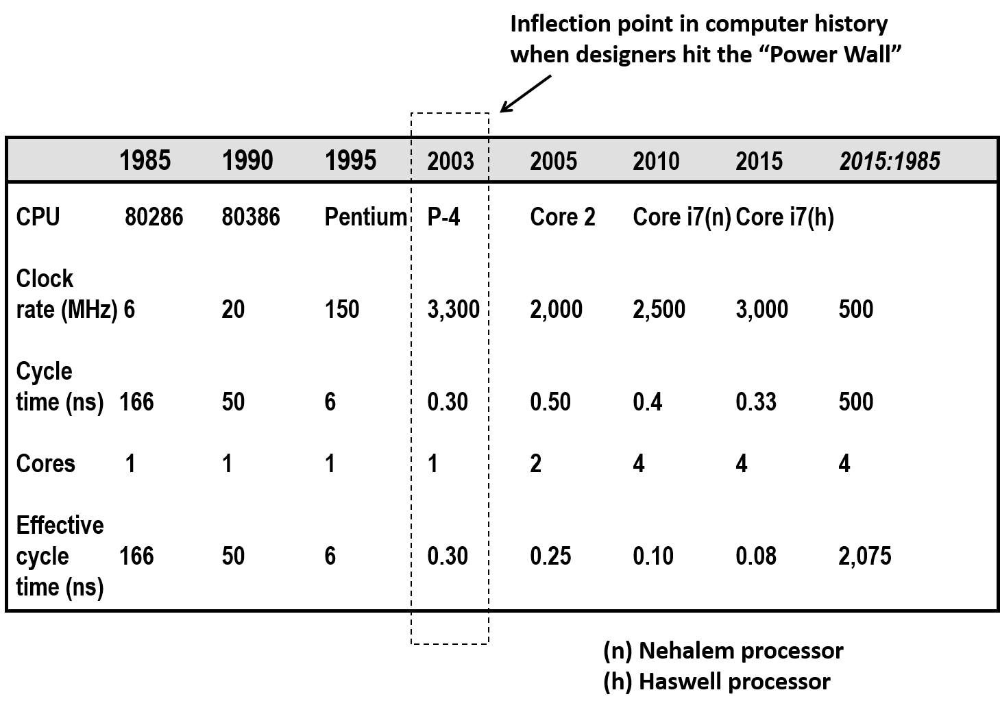 Inflection point in computer history
when designers hit the “Power Wall”
1985 1990 1995 2003 2005 2010 2015 2015:1985
CPU 80286 80386 Pentium P-4 Core 2 Core i7(n) Core i7(h)
Clock
rate (MHz) 6 20 150 3,300 2,000 2,500 3,000 500
Cycle
time (ns) 166 50 6 0.30 0.50 0.4 0.33 500
Cores 1 1 1 1 2 4 4 4
Effective
cycle 166 50 6 0.30 0.25 0.10 0.08 2,075
time (ns)
(n) Nehalem processor
(h) Haswell processor